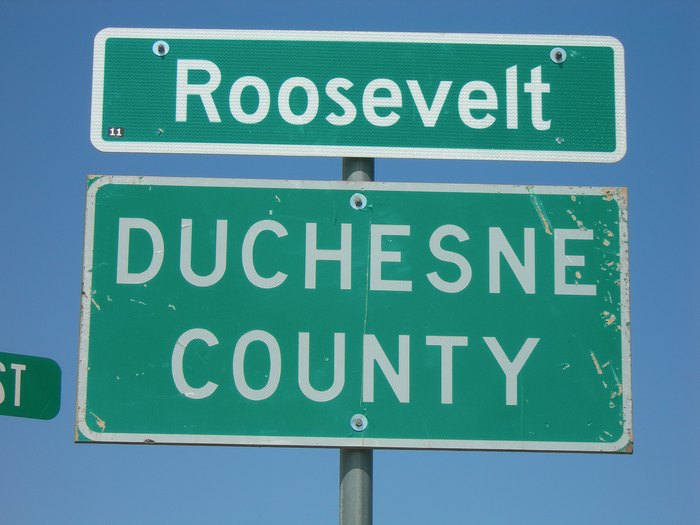 Roosevelt
11
DUCHESNE
COUNTY
ST